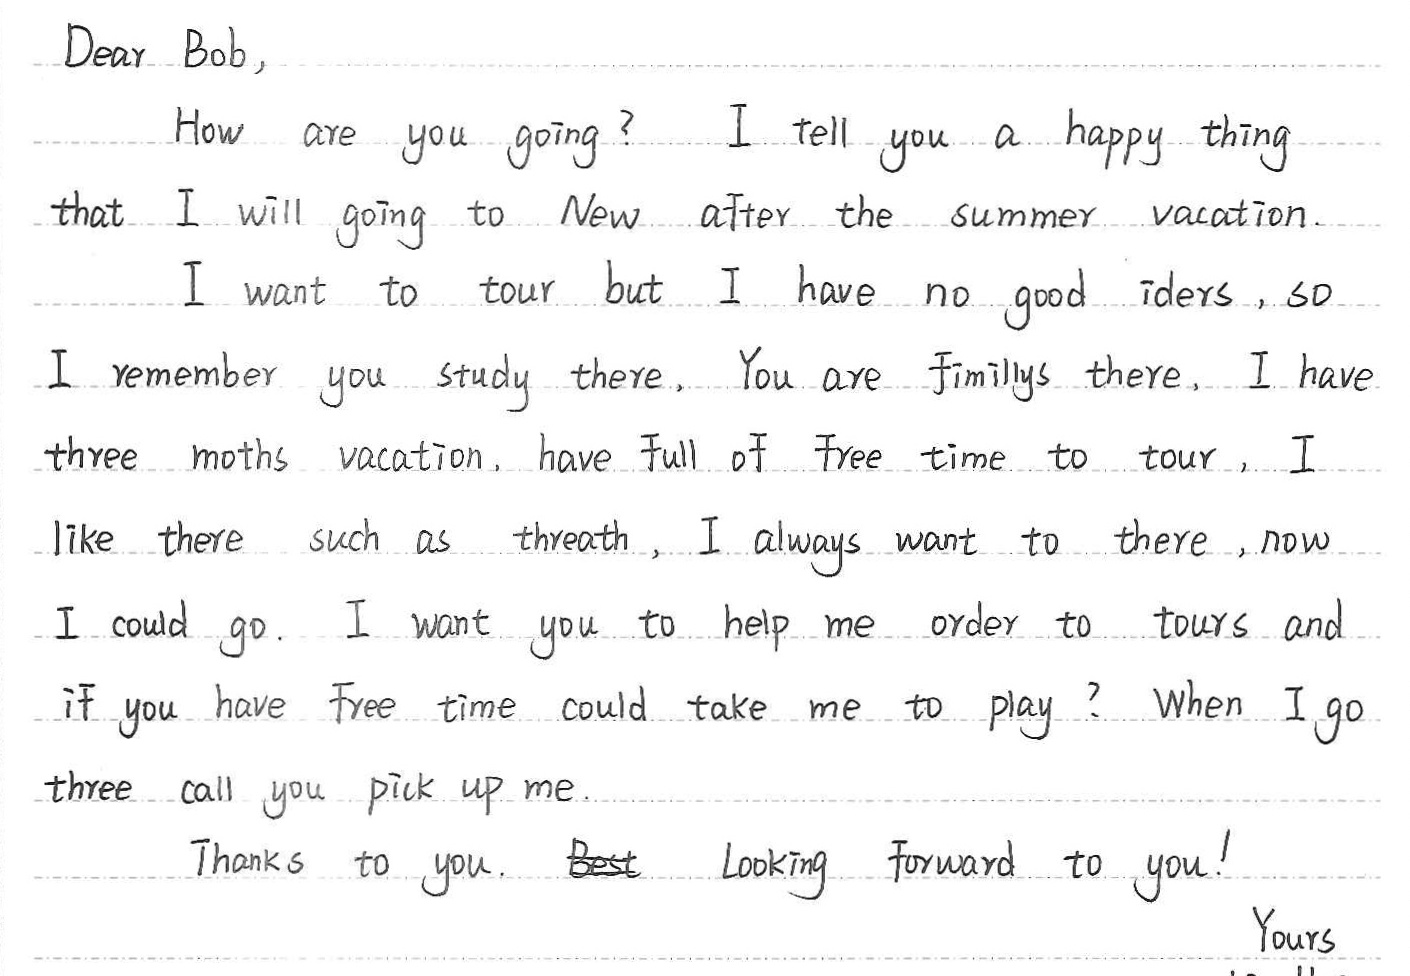 Dear Bob,
How are you going? I tell you a happy thing
that I will going to New after the summer vacation.
I want to tour but I have no good iders, so
I remember you study there. You are fimillys there. I have
three moths vacation. have full of free time to tour, I
like there such as threath, I always want to there, now
I could go. I want you to help me order to tours and
if you have free time could take me to play? When I go
three call you pick up me.
Thanks to you. Best Looking forward to you!
Yours